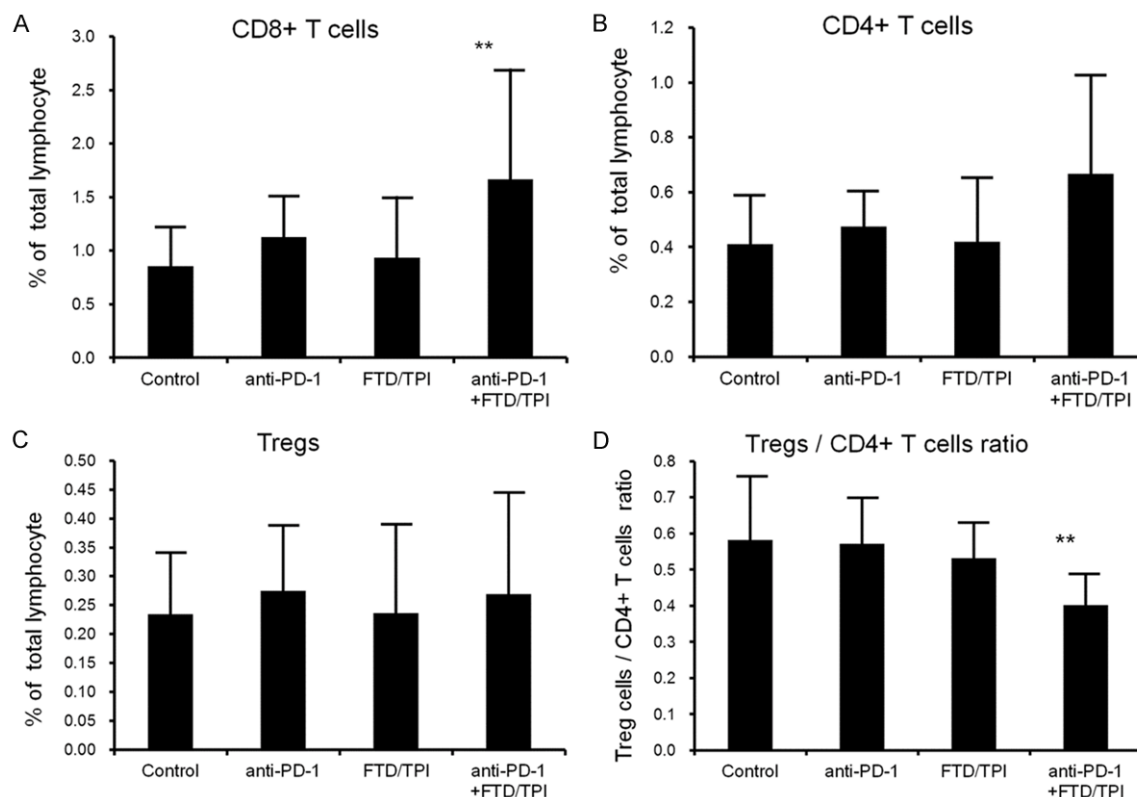 A
CD8+ T cells
% of total lymphocyte
3.0
2.5
2.0
1.5
1.0
0.5
0.0
**
Control
anti-PD-1
FTD/TPI
anti-PD-1
+FTD/TPI
B
CD4+ T cells
% of total lymphocyte
1.2
1.0
0.8
0.6
0.4
0.2
0.0
Control
anti-PD-1
FTD/TPI
anti-PD-1
+FTD/TPI
C
Tregs
% of total lymphocyte
0.50
0.45
0.40
0.35
0.30
0.25
0.20
0.15
0.10
0.05
0.00
Control
anti-PD-1
FTD/TPI
anti-PD-1
+FTD/TPI
D
Tregs / CD4+ T cells ratio
Treg cells / CD4+ T cells ratio
0.8
0.7
0.6
0.5
0.4
0.3
0.2
0.1
0.0
**
Control
anti-PD-1
FTD/TPI
anti-PD-1
+FTD/TPI